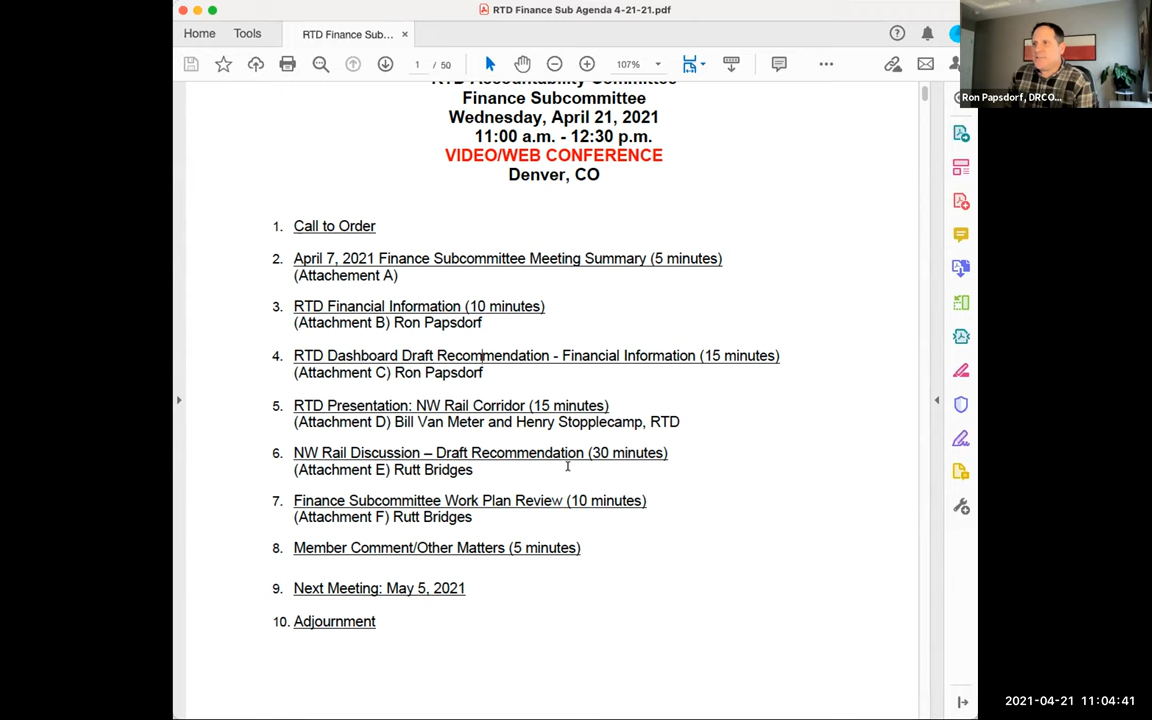 RTD Finance Sub Agenda 4-21-21.pdf
Home
Tools
RTD Finance Sub...
1 / 50
107%
RTD Accountability Committee
Finance Subcommittee
Wednesday, April 21, 2021
11:00 a.m. - 12:30 p.m.
VIDEO/WEB CONFERENCE
Denver, CO
1. Call to Order
2. April 7, 2021 Finance Subcommittee Meeting Summary (5 minutes)
(Attachement A)
3. RTD Financial Information (10 minutes)
(Attachment B) Ron Papsdorf
4. RTD Dashboard Draft Recommendation - Financial Information (15 minutes)
(Attachment C) Ron Papsdorf
5. RTD Presentation: NW Rail Corridor (15 minutes)
(Attachment D) Bill Van Meter and Henry Stopplecamp, RTD
6. NW Rail Discussion – Draft Recommendation (30 minutes)
(Attachment E) Rutt Bridges
7. Finance Subcommittee Work Plan Review (10 minutes)
(Attachment F) Rutt Bridges
8. Member Comment/Other Matters (5 minutes)
9. Next Meeting: May 5, 2021
10. Adjournment
Ron Papsdorf, DRCO...
2021-04-21 11:04:41